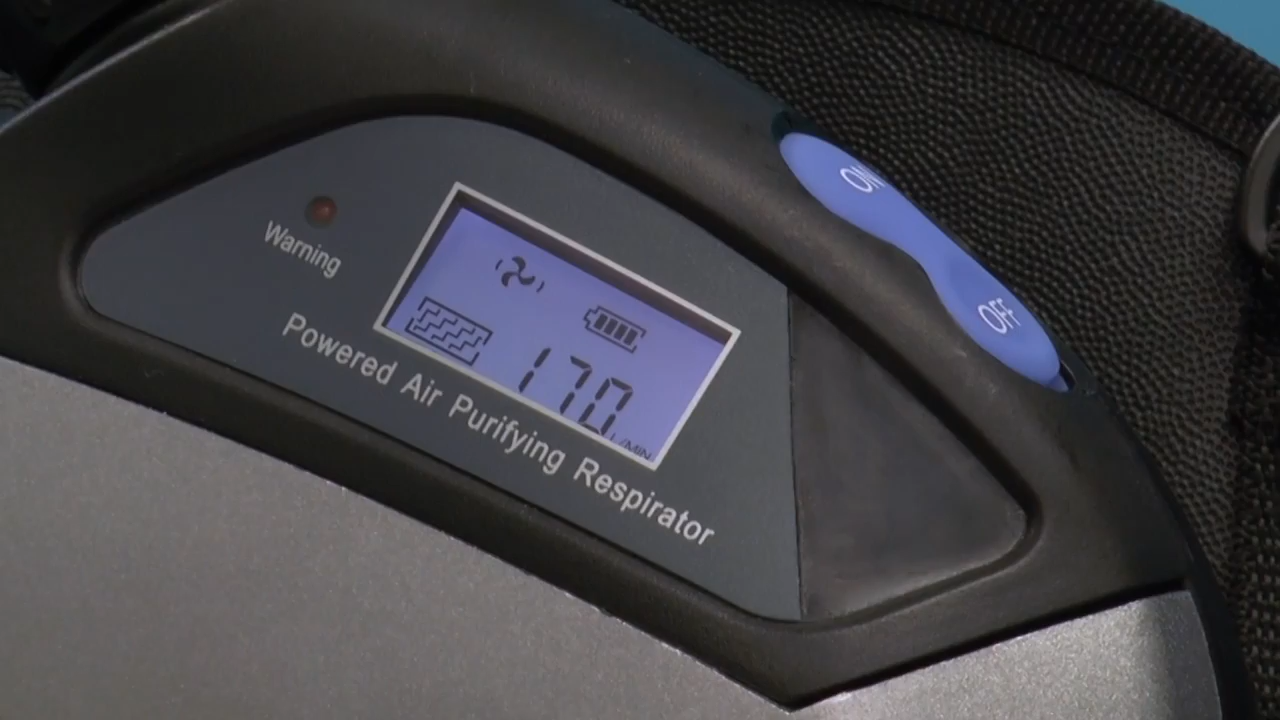 ON
OFF
Warning
170
L/MIN
Powered Air Purifying Respirator